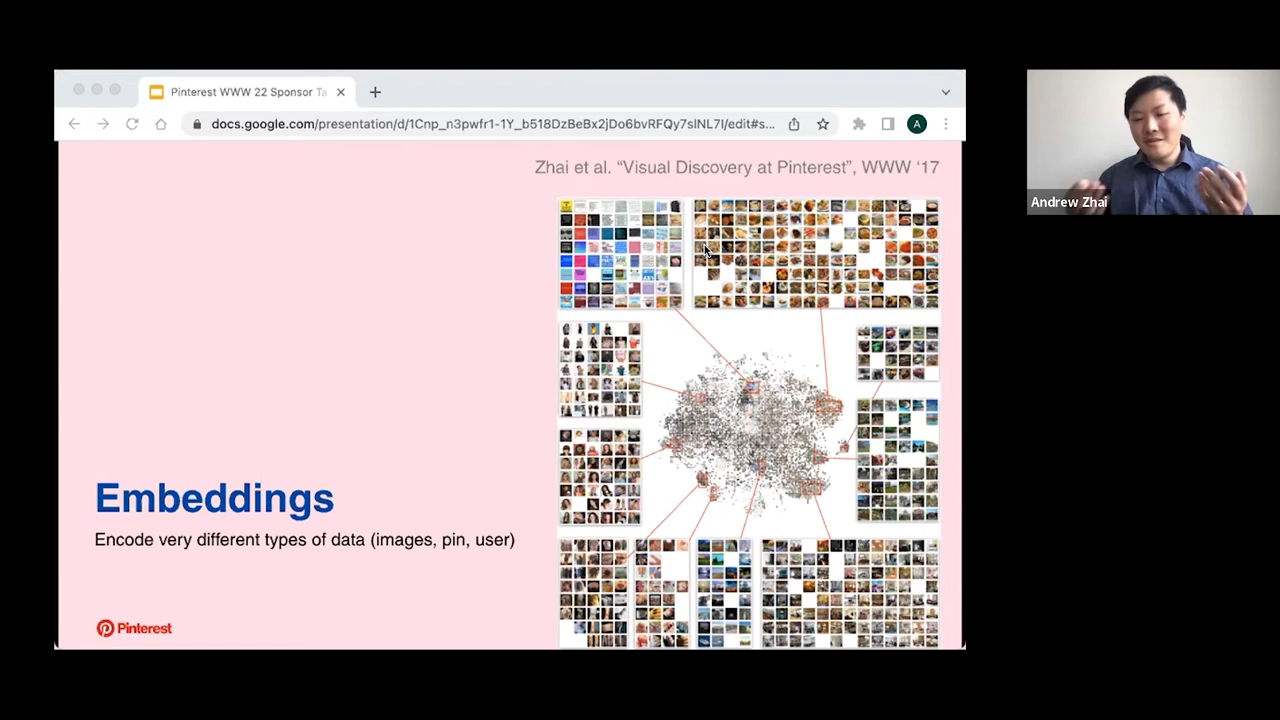 Pinterest WWW 22 Sponsor Ta
docs.google.com/presentation/d/1Cnp_n3pwfr1-1Y_b518DzBeBx2jDo6bvRFQy7slNL7I/edit#s...
A
Zhai et al. “Visual Discovery at Pinterest”, WWW ‘17
Andrew Zhai
Embeddings
Encode very different types of data (images, pin, user)
Pinterest